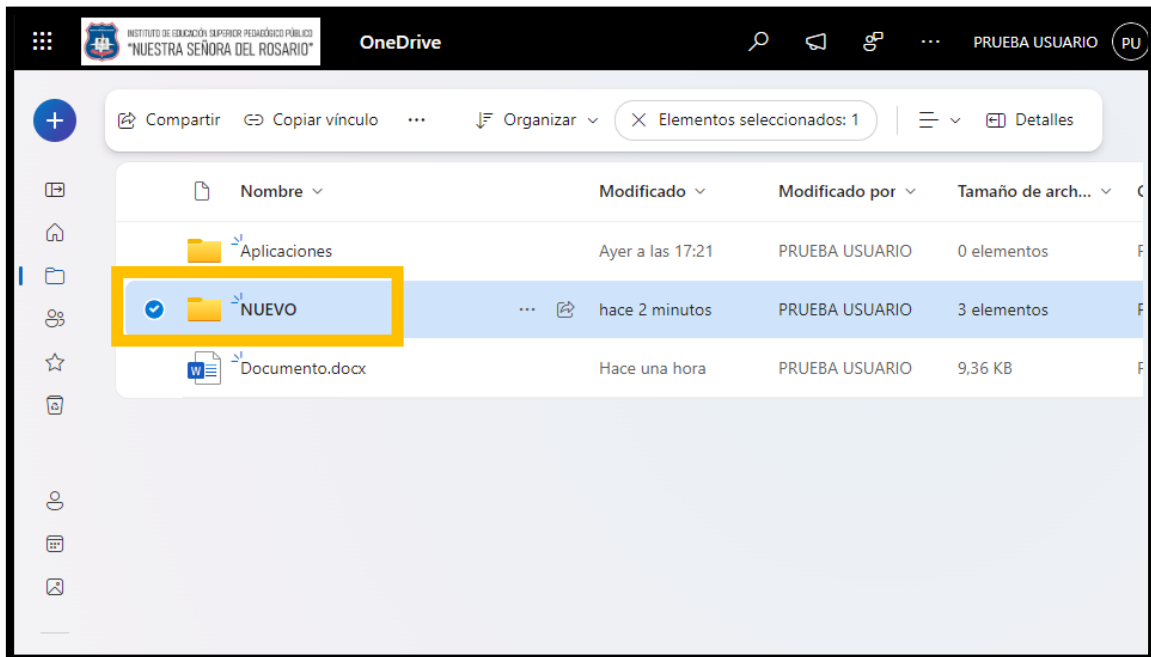 INSTITUTO DE EDUCACIÓN SUPERIOR PEDAGÓGICO PÚBLICO
"NUESTRA SEÑORA DEL ROSARIO"
OneDrive
PRUEBA USUARIO PU
Compartir Copiar vínculo Organizar Elementos seleccionados: 1 Detalles
Nombre Modificado Modificado por Tamaño de arch...
Aplicaciones Ayer a las 17:21 PRUEBA USUARIO 0 elementos
NUEVO hace 2 minutos PRUEBA USUARIO 3 elementos
Documento.docx Hace una hora PRUEBA USUARIO 9,36 KB